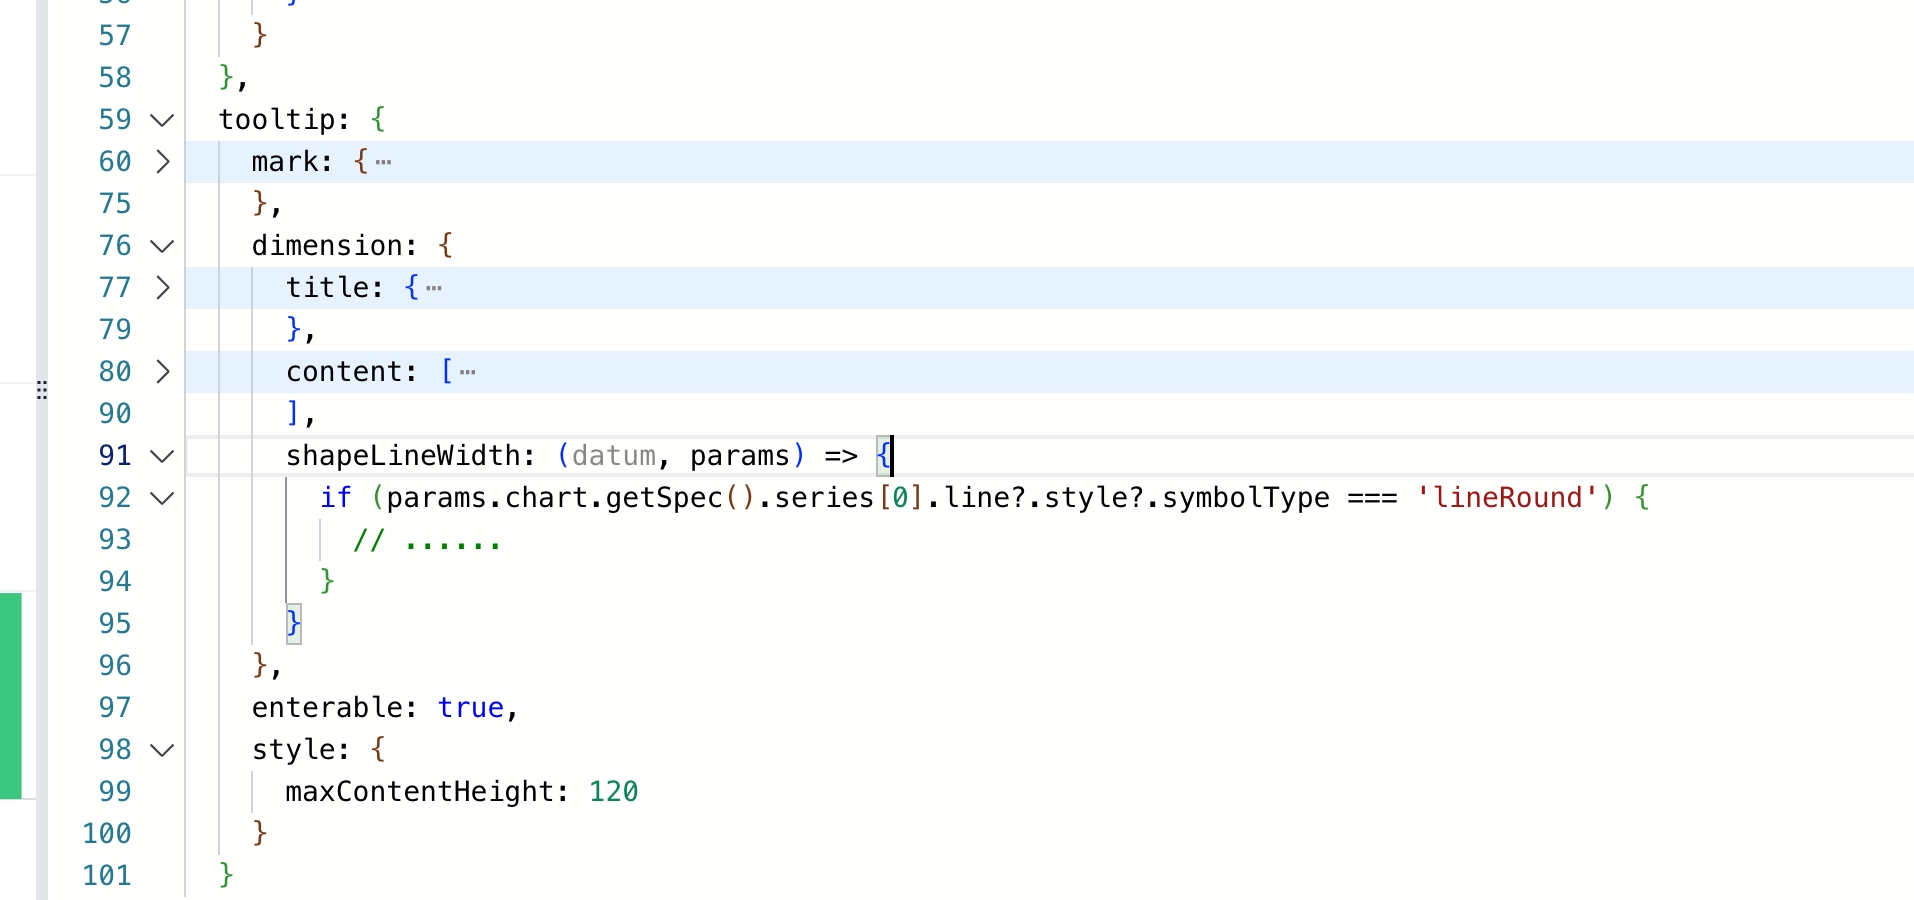 57 }
58 },
59 tooltip: {
60 mark: {⋯
75 },
76 dimension: {
77 title: {⋯
79 },
80 content: [⋯
90 ],
91 shapeLineWidth: (datum, params) => {
92 if (params.chart.getSpec().series[0].line?.style?.symbolType === 'lineRound') {
93 // ......
94 }
95 }
96 },
97 enterable: true,
98 style: {
99 maxContentHeight: 120
100 }
101 }